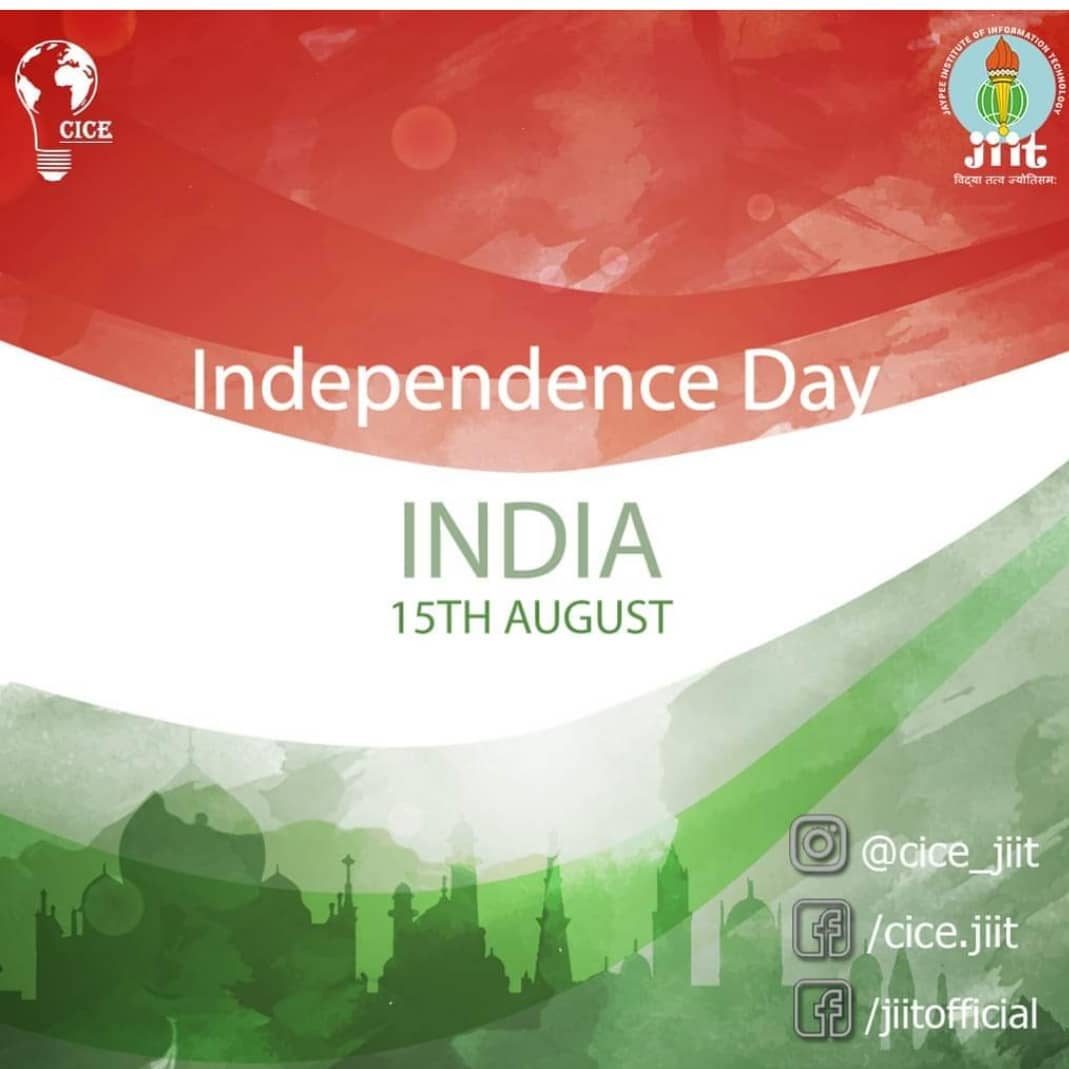 CICE
JAYPEE INSTITUTE OF INFORMATION TECHNOLOGY
jiit
विद्या तत्व ज्योतिसम:
Independence Day
INDIA
15TH AUGUST
@cice_jiit
/cice.jiit
/jiitofficial